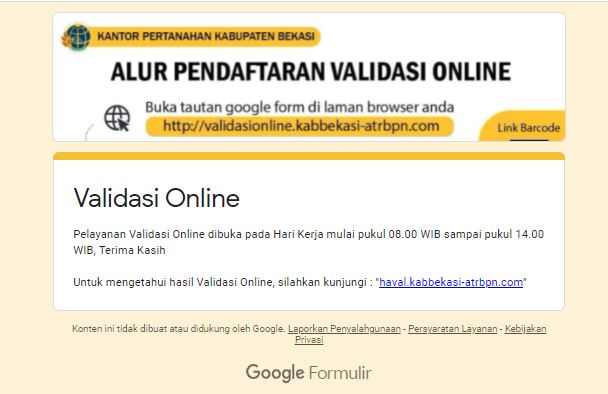 KANTOR PERTANAHAN KABUPATEN BEKASI
ALUR PENDAFTARAN VALIDASI ONLINE
Buka tautan google form di laman browser anda
http://validasionline.kabbekasi-atrbpn.com
Link Barcode
Validasi Online
Pelayanan Validasi Online dibuka pada Hari Kerja mulai pukul 08.00 WIB sampai pukul 14.00
WIB, Terima Kasih
Untuk mengetahui hasil Validasi Online, silahkan kunjungi : "haval.kabbekasi-atrbpn.com"
Konten ini tidak dibuat atau didukung oleh Google. Laporkan Penyalahgunaan - Persyaratan Layanan - Kebijakan
Privasi
Google Formulir